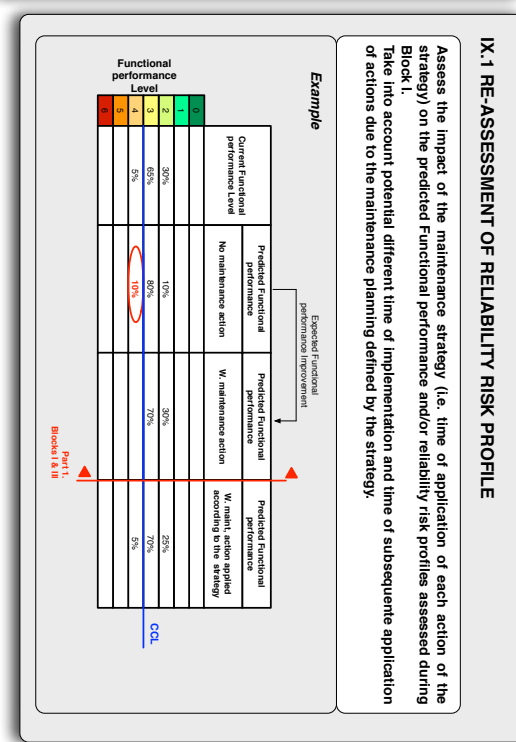 IX.1 RE-ASSESSMENT OF RELIABILITY RISK PROFILE
Assess the impact of the maintenance strategy (i.e. time of application of each action of the
strategy) on the predicted Functional performance and/or reliability risk profiles assessed during
Block I.
Take into account potential different time of implementation and time of subsequente application
of actions due to the maintenance planning defined by the strategy.
Example
Expected Functional
performance Improvement
Functional
performance
Level
Current Functional
performance Level
Predicted Functional
performance
No maintenance action
Predicted Functional
performance
W. maintenance action
Predicted Functional
performance
W. maint, action applied
according to the strategy
0
1
2 30% 10% 30% 25%
3 65% 80% 70% 70%
CCL
4 5% 10% 5%
5
6
Part 1.
Blocks I & III